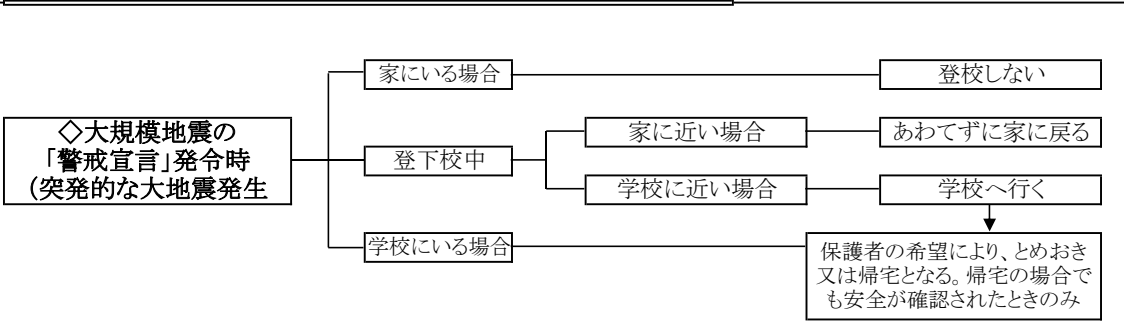 家にいる場合
登校しない
◇大規模地震の
「警戒宣言」発令時
（突発的な大地震発生
登下校中
家に近い場合
あわてずに家に戻る
学校に近い場合
学校へ行く
学校にいる場合
保護者の希望により、とめおき
又は帰宅となる。帰宅の場合で
も安全が確認されたときのみ